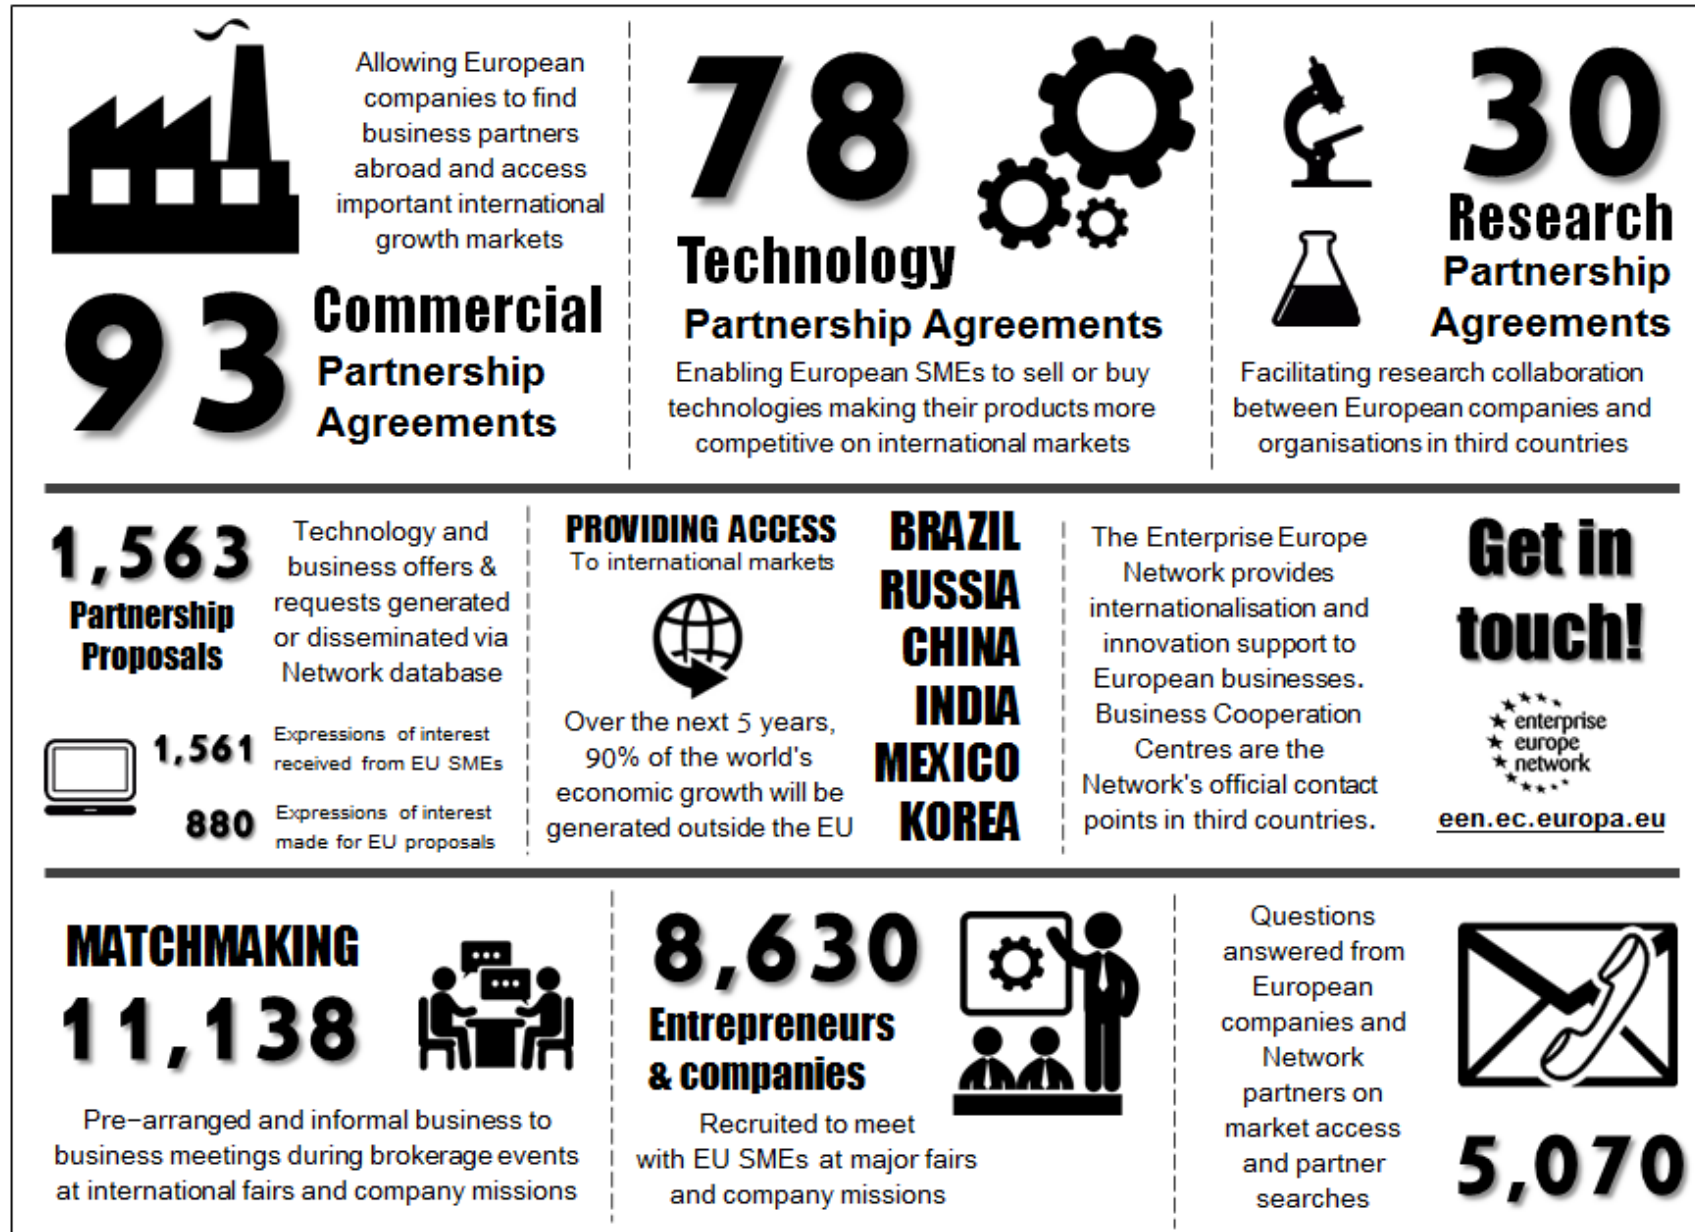 Allowing European
companies to find
business partners
abroad and access
important international
growth markets
93
Commercial
Partnership
Agreements
78
Technology
Partnership Agreements
Enabling European SMEs to sell or buy
technologies making their products more
competitive on international markets
30
Research
Partnership
Agreements
Facilitating research collaboration
between European companies and
organisations in third countries
1,563
Partnership
Proposals
Technology and
business offers &
requests generated
or disseminated via
Network database
1,561
Expressions of interest
received from EU SMEs
880
Expressions of interest
made for EU proposals
PROVIDING ACCESS
To international markets
Over the next 5 years,
90% of the world's
economic growth will be
generated outside the EU
BRAZIL
RUSSIA
CHINA
INDIA
MEXICO
KOREA
The Enterprise Europe
Network provides
internationalisation and
innovation support to
European businesses.
Business Cooperation
Centres are the
Network's official contact
points in third countries.
Get in
touch!
enterprise
europe
network
een.ec.europa.eu
MATCHMAKING
11,138
Pre-arranged and informal business to
business meetings during brokerage events
at international fairs and company missions
8,630
Entrepreneurs
& companies
Recruited to meet
with EU SMEs at major fairs
and company missions
Questions
answered from
European
companies and
Network
partners on
market access
and partner
searches
5,070